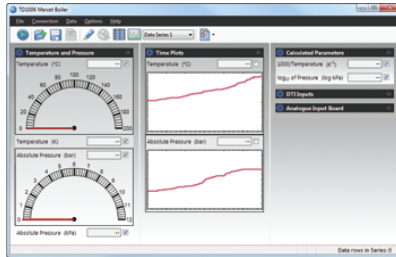 TD1006 Marcet Boiler
File Connection Data Options Help
Data Series 1
Temperature and Pressure
Temperature (°C) --
0 20 40 60 80 100 120 140 160 180 200
Temperature (K) --
Absolute Pressure (bar) --
0 1 2 3 4 5 6 7 8 9 10 11 12
Absolute Pressure (kPa) --
Time Plots
Temperature (°C) --
Absolute Pressure (bar) --
Calculated Parameters
1000/Temperature (K⁻¹) --
log₁₀ of Pressure (log kPa) --
DTI Inputs
Analogue Input Board
Data rows in Series: 0